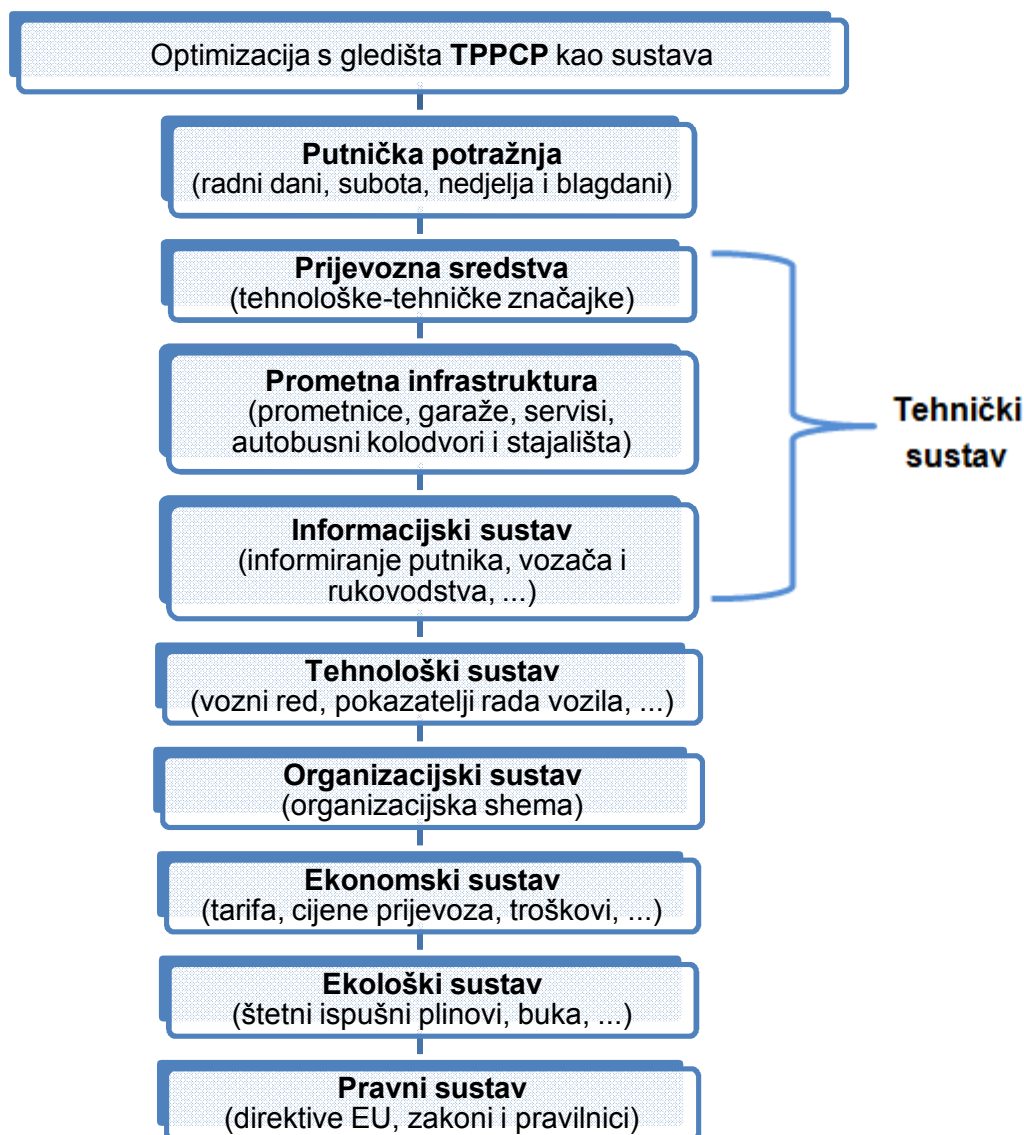 Optimizacija s gledišta TPPCP kao sustava
Putnička potražnja
(radni dani, subota, nedjelja i blagdani)
Prijevozna sredstva
(tehnološke-tehničke značajke)
Prometna infrastruktura
(prometnice, garaže, servisi,
autobusni kolodvori i stajališta)
Informacijski sustav
(informiranje putnika, vozača i
rukovodstva, ...)
Tehnički
sustav
Tehnološki sustav
(vozni red, pokazatelji rada vozila, ...)
Organizacijski sustav
(organizacijska shema)
Ekonomski sustav
(tarifa, cijene prijevoza, troškovi, ...)
Ekološki sustav
(štetni ispušni plinovi, buka, ...)
Pravni sustav
(direktive EU, zakoni i pravilnici)